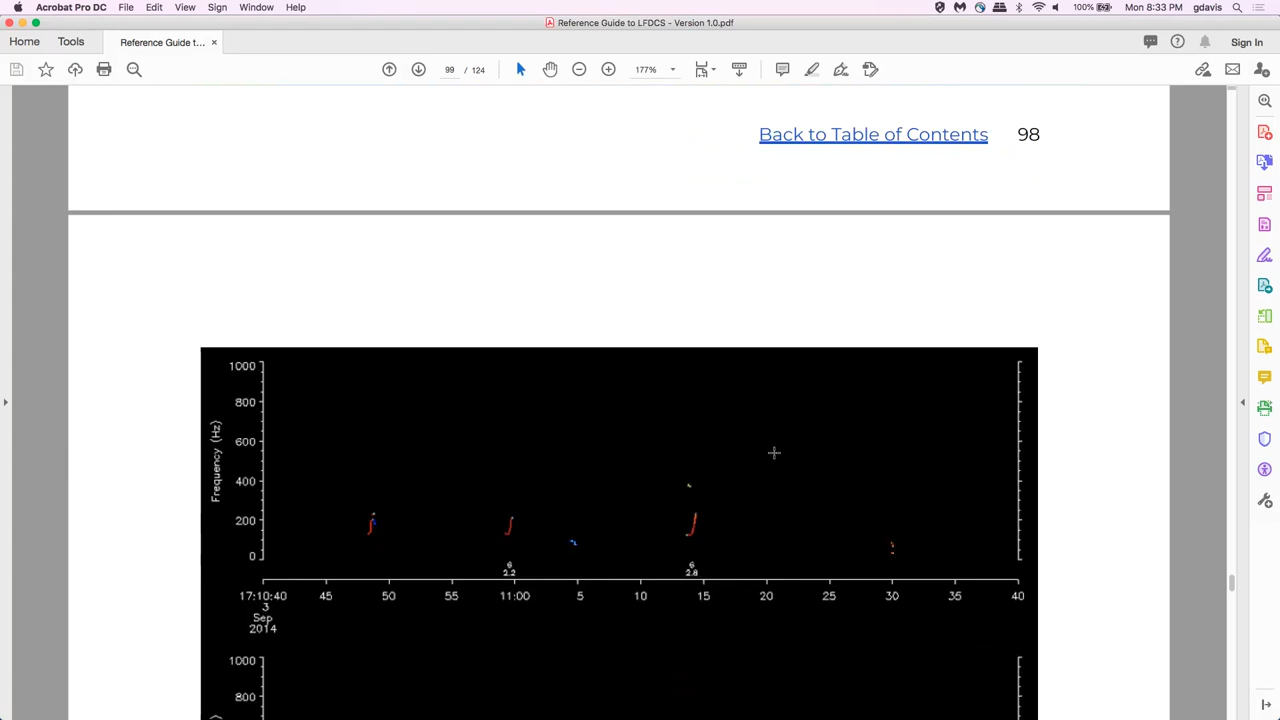 Acrobat Pro DC File Edit View Sign Window Help 100% Mon 8:33 PM gdavis
Reference Guide to LFDCS - Version 1.0.pdf
Home Tools Reference Guide t... × Sign In
99 / 124 177%
Back to Table of Contents 98
1000
800
600
400
200
0
Frequency (Hz)
6 6
2.2 2.8
17:10:40 45 50 55 11:00 5 10 15 20 25 30 35 40
3
Sep
2014
1000
800